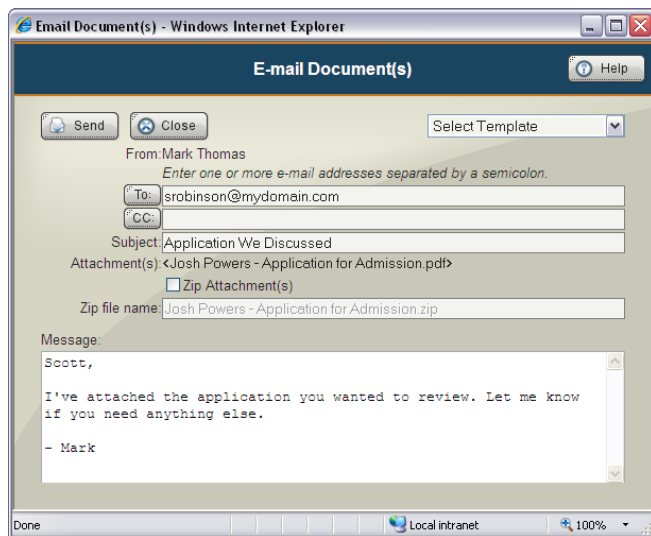 Email Document(s) - Windows Internet Explorer
E-mail Document(s)
Help
Send
Close
Select Template
From: Mark Thomas
Enter one or more e-mail addresses separated by a semicolon.
To: srobinson@mydomain.com
CC:
Subject: Application We Discussed
Attachment(s): <Josh Powers - Application for Admission.pdf>
Zip Attachment(s)
Zip file name: Josh Powers - Application for Admission.zip
Message:
Scott,
I've attached the application you wanted to review. Let me know
if you need anything else.
- Mark
Done
Local intranet
100%